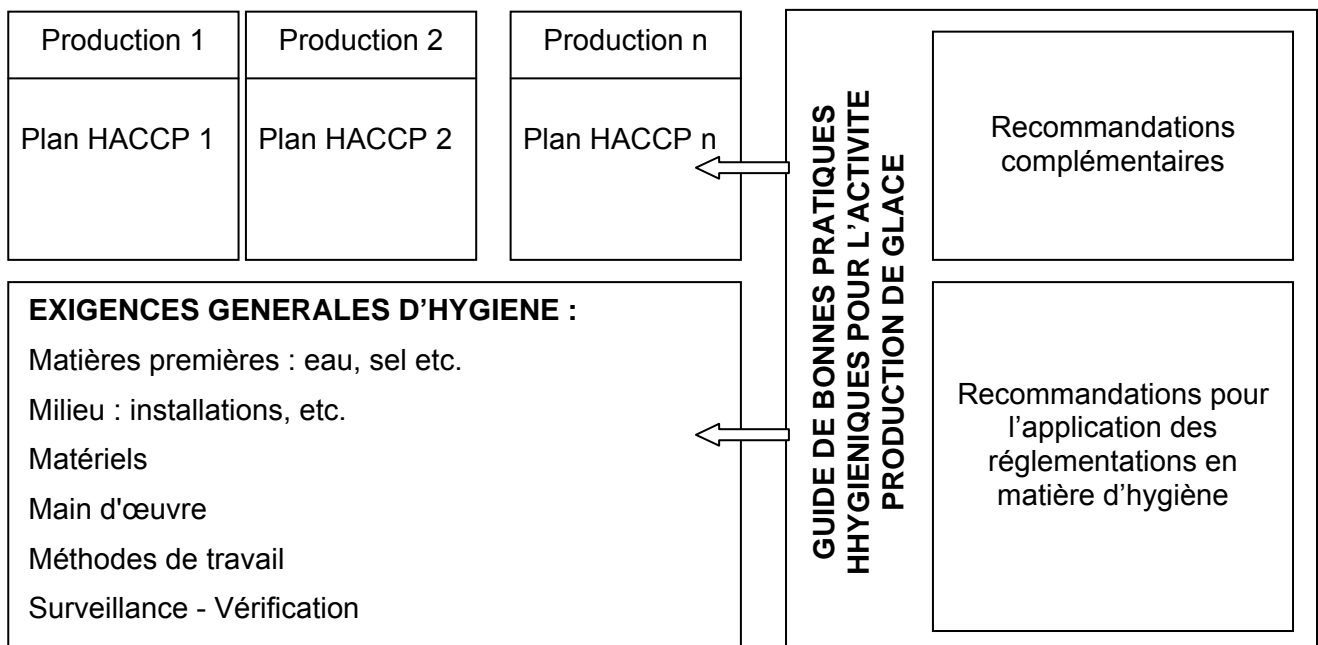 Production 1
Production 2
Production n
Plan HACCP 1
Plan HACCP 2
Plan HACCP n
EXIGENCES GENERALES D'HYGIENE :
Matières premières : eau, sel etc.
Milieu : installations, etc.
Matériels
Main d'œuvre
Méthodes de travail
Surveillance - Vérification
GUIDE DE BONNES PRATIQUES
HHYGIENIQUES POUR L'ACTIVITE
PRODUCTION DE GLACE
Recommandations
complémentaires
Recommandations pour
l'application des
réglementations en
matière d'hygiène